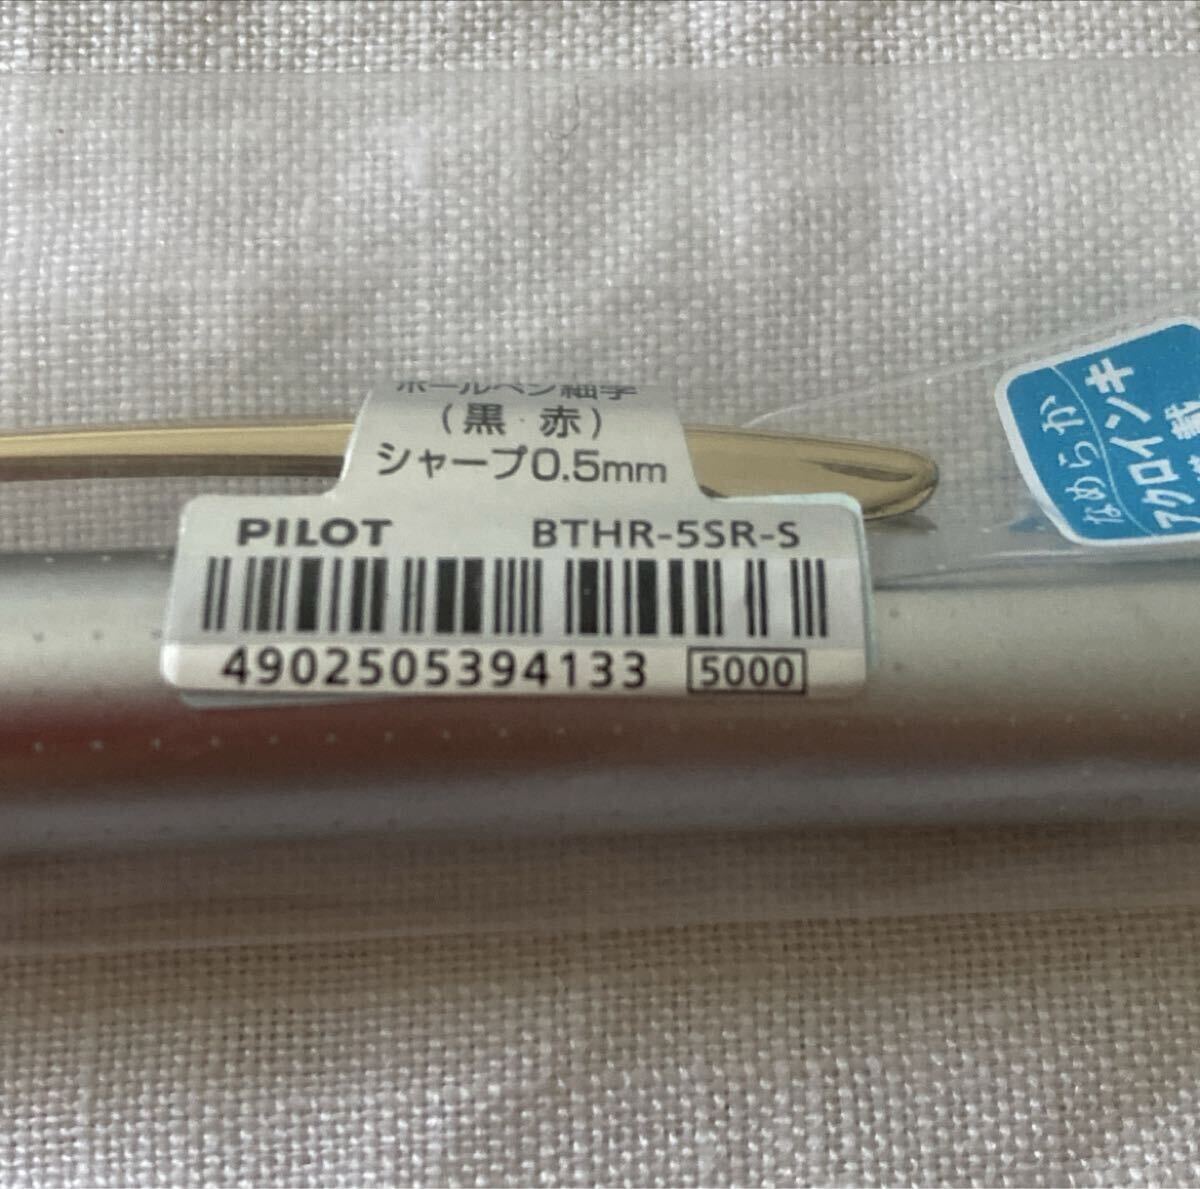 ボールペン細字
(黒・赤)
シャープ0.5mm
PILOT BTHR-5SR-S
4902505394133 5000
なめらか
アクロインキ